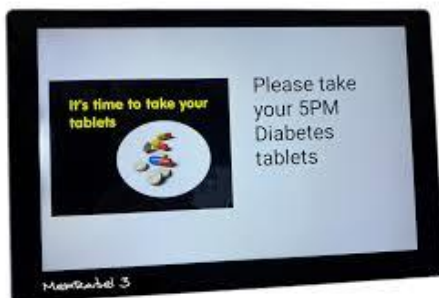 It's time to take your
tablets
Please take
your 5PM
Diabetes
tablets
MemRabel 3